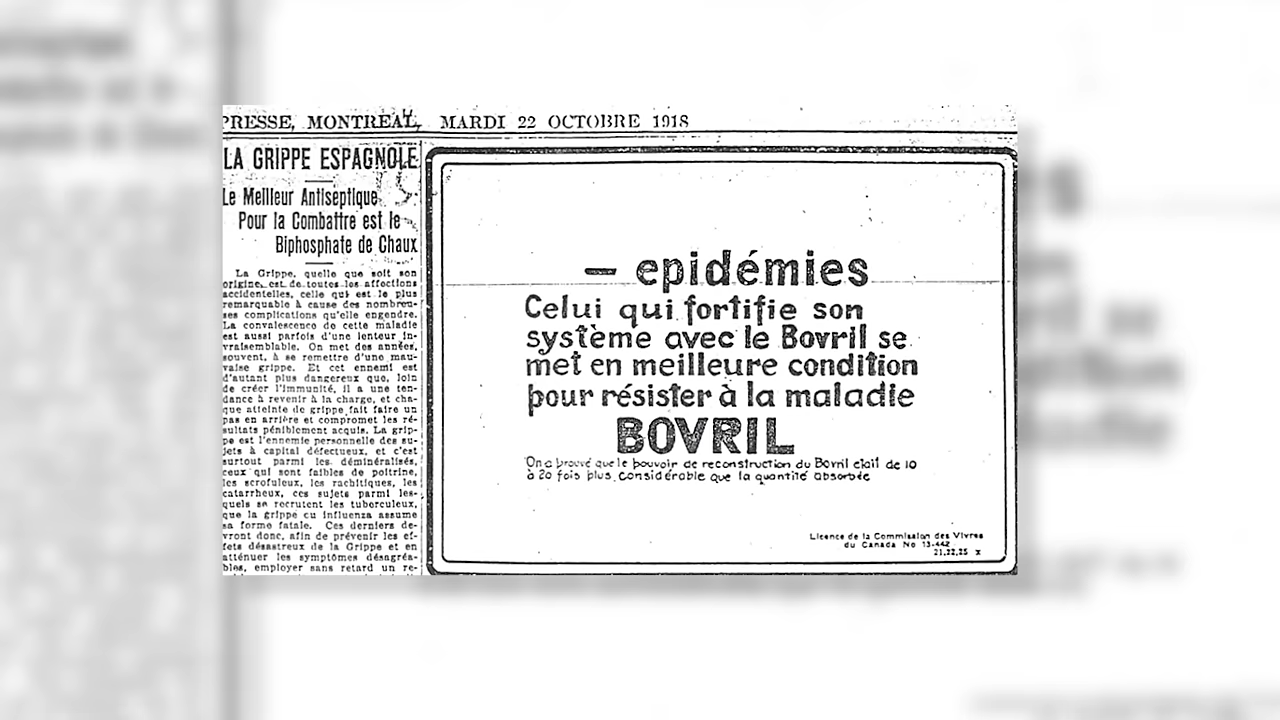 PRESSE, MONTREAL, MARDI 22 OCTOBRE 1918
LA GRIPPE ESPAGNOLE
Le Meilleur Antiseptique
Pour la Combattre est le
Biphosphate de Chaux
La Grippe, quelle que soit son
origine, est de toutes les affections
accidentelles, celle qui est le plus
remarquable à cause des nombreu-
ses complications qu'elle engendre.
La convalescence de cette maladie
est aussi parfois d'une lenteur in-
vraisemblable. On met des années,
souvent, à se remettre d'une mau-
vaise grippe. Et cet ennemi est
d'autant plus dangereux que, loin
de créer l'immunité, il a une ten-
dance à revenir à la charge, et cha-
que atteinte de grippe fait faire un
pas en arrière et compromet les ré-
sultats péniblement acquis. La grip-
pe est l'ennemie personnelle des su-
jets à capital défectueux, et c'est
surtout parmi les déminéralisés,
ceux qui sont faibles de poitrine,
les scrofuleux, les rachitiques, les
catarrheux, ces sujets parmi les-
quels se recrutent les tuberculeux,
que la grippe ou influenza assume
sa forme fatale. Ces derniers de-
vront donc, afin de prévenir les ef-
fets désastreux de la Grippe et en
atténuer les symptômes désagréa-
bles, employer sans retard un re-
— epidémies
Celui qui fortifie son
système avec le Bovril se
met en meilleure condition
pour résister à la maladie
BOVRIL
On a prouvé que le pouvoir de reconstruction du Bovril était de 10
à 20 fois plus considérable que la quantité absorbée
Licence de la Commission des Vivres
du Canada No 13-442
21,22,25 x